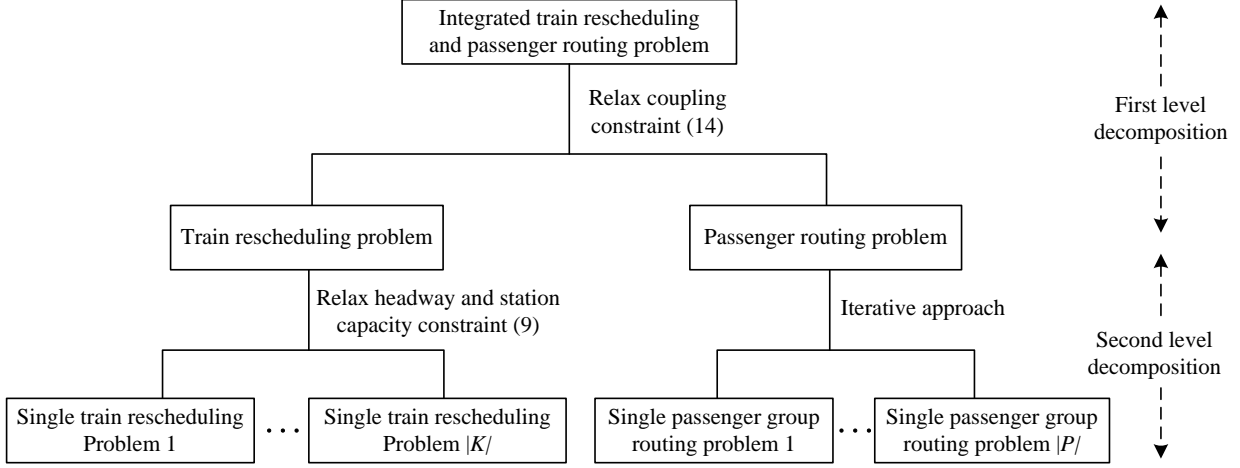 Integrated train rescheduling
and passenger routing problem
Relax coupling
constraint (14)
First level
decomposition
Train rescheduling problem
Passenger routing problem
Relax headway and station
capacity constraint (9)
Iterative approach
Second level
decomposition
Single train rescheduling
Problem 1
...
Single train rescheduling
Problem |K|
Single passenger group
routing problem 1
...
Single passenger group
routing problem |P|